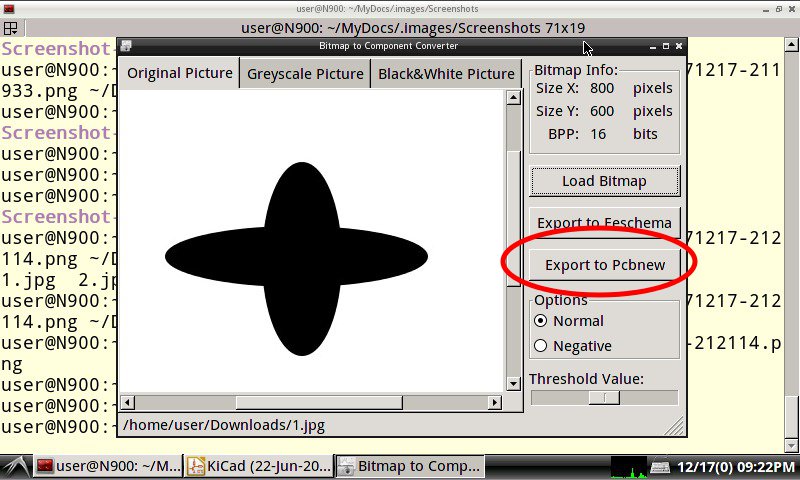 user@N900: ~/MyDocs/.images/Screenshots
user@N900: ~/MyDocs/.images/Screenshots 71x19
Bitmap to Component Converter
Screenshot
user@N900:
71217-211
933.png ~/D
user@N900:
Screenshot
user@N900:
user@N900:
user@N900:
Screenshot
user@N900:
71217-212
114.png ~/D
1.jpg 2.jp
user@N900:
71217-212
114.png ~/D
user@N900:
-212114.p
ng
user@N900:
user@N900:
user@N900:
Original Picture
Greyscale Picture
Black&White Picture
Bitmap Info:
Size X: 800 pixels
Size Y: 600 pixels
BPP: 16 bits
Load Bitmap
Export to Eeschema
Export to Pcbnew
Options
Normal
Negative
Threshold Value:
/home/user/Downloads/1.jpg
user@N900: ~/M...
KiCad (22-Jun-20...
Bitmap to Comp...
12/17(0) 09:22PM